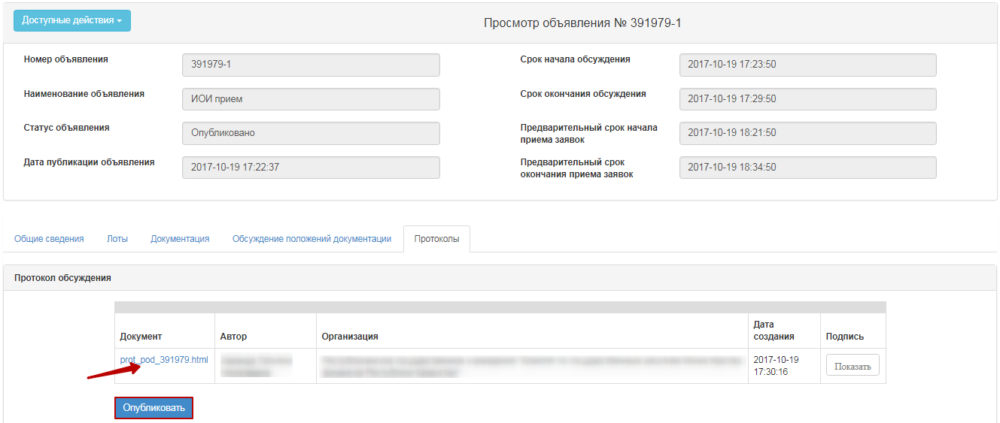 Доступные действия
Просмотр объявления № 391979-1
Номер объявления
391979-1
Срок начала обсуждения
2017-10-19 17:23:50
Наименование объявления
ИОИ прием
Срок окончания обсуждения
2017-10-19 17:29:50
Статус объявления
Опубликовано
Предварительный срок начала
приема заявок
2017-10-19 18:21:50
Дата публикации объявления
2017-10-19 17:22:37
Предварительный срок
окончания приема заявок
2017-10-19 18:34:50
Общие сведения
Лоты
Документация
Обсуждение положений документации
Протоколы
Протокол обсуждения
Документ
Автор
Организация
Дата
создания
Подпись
prot_pod_391979.html
2017-10-19
17:30:16
Показать
Опубликовать